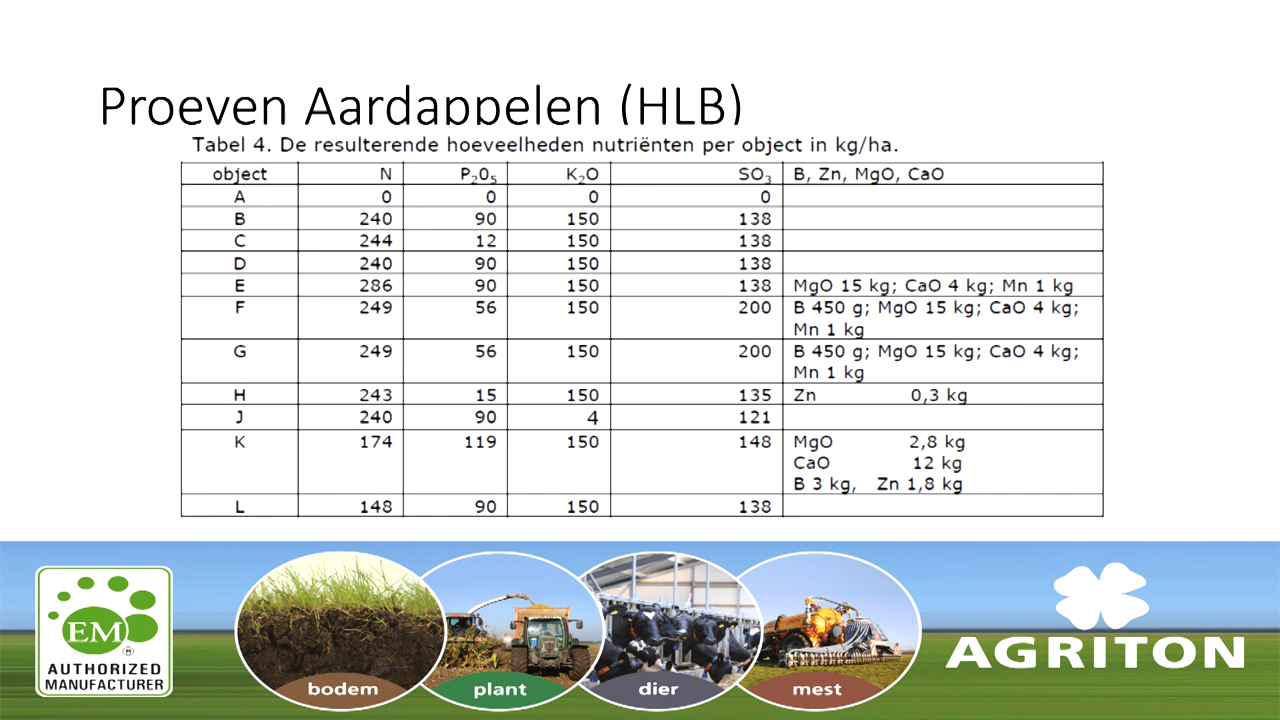 Proeven Aardappelen (HLB)
Tabel 4. De resulterende hoeveelheden nutriënten per object in kg/ha.
object N P₂0₅ K₂O SO₃ B, Zn, MgO, CaO
A 0 0 0 0
B 240 90 150 138
C 244 12 150 138
D 240 90 150 138
E 286 90 150 138 MgO 15 kg; CaO 4 kg; Mn 1 kg
F 249 56 150 200 B 450 g; MgO 15 kg; CaO 4 kg;
Mn 1 kg
G 249 56 150 200 B 450 g; MgO 15 kg; CaO 4 kg;
Mn 1 kg
H 243 15 150 135 Zn 0,3 kg
J 240 90 4 121
K 174 119 150 148 MgO 2,8 kg
CaO 12 kg
B 3 kg, Zn 1,8 kg
L 148 90 150 138
EM ®
AUTHORIZED
MANUFACTURER
bodem
plant
dier
mest
AGRITON